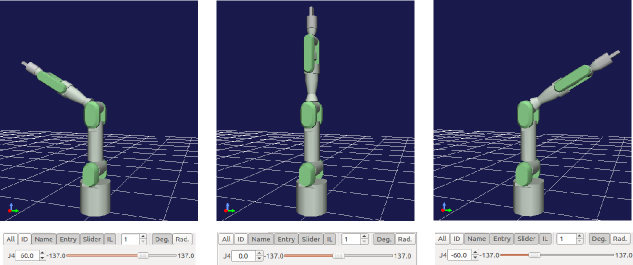 All ID Name Entry Slider IL 1 Deg. Rad.
J4 60.0 -137.0 137.0
All ID Name Entry Slider IL 1 Deg. Rad.
J4 0.0 -137.0 137.0
All ID Name Entry Slider IL 1 Deg. Rad.
J4 -60.0 -137.0 137.0